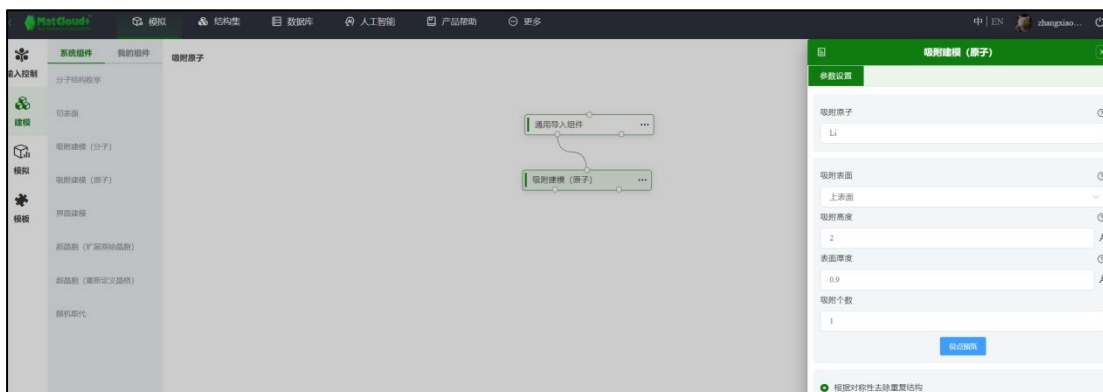 MatCloud+ 模拟 结构集 数据库 人工智能 产品帮助 更多 中 | EN zhangxiao...
系统组件 我的组件
吸附原子
输入控制
建模
模拟
模板
分子结构枚举
切表面
吸附建模（分子）
吸附建模（原子）
界面建模
超晶胞（扩展原始晶胞）
超晶胞（重新定义晶格）
随机取代
通用导入组件 ...
吸附建模（原子） ...
吸附建模（原子）
参数设置
吸附原子
Li
吸附表面
上表面
吸附高度
2
表面厚度
0.9
吸附个数
1
位点预览
根据对称性去除重复结构